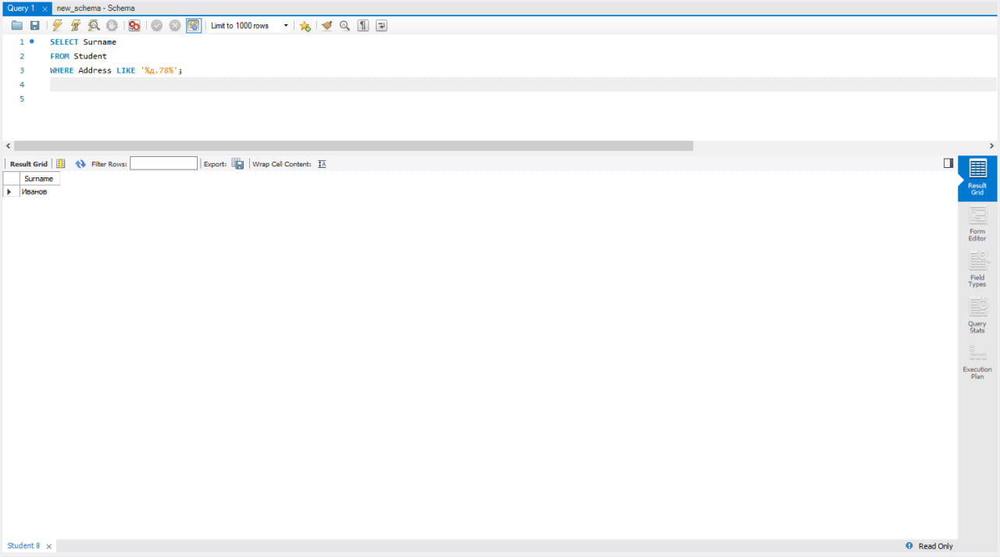 Query 1
new_schema - Schema
Limit to 1000 rows
1 SELECT Surname
2 FROM Student
3 WHERE Address LIKE '%д.78%';
4
5
Result Grid Filter Rows: Export: Wrap Cell Content:
Surname
Иванов
Result
Grid
Form
Editor
Field
Types
Query
Stats
Execution
Plan
Student 8
Read Only